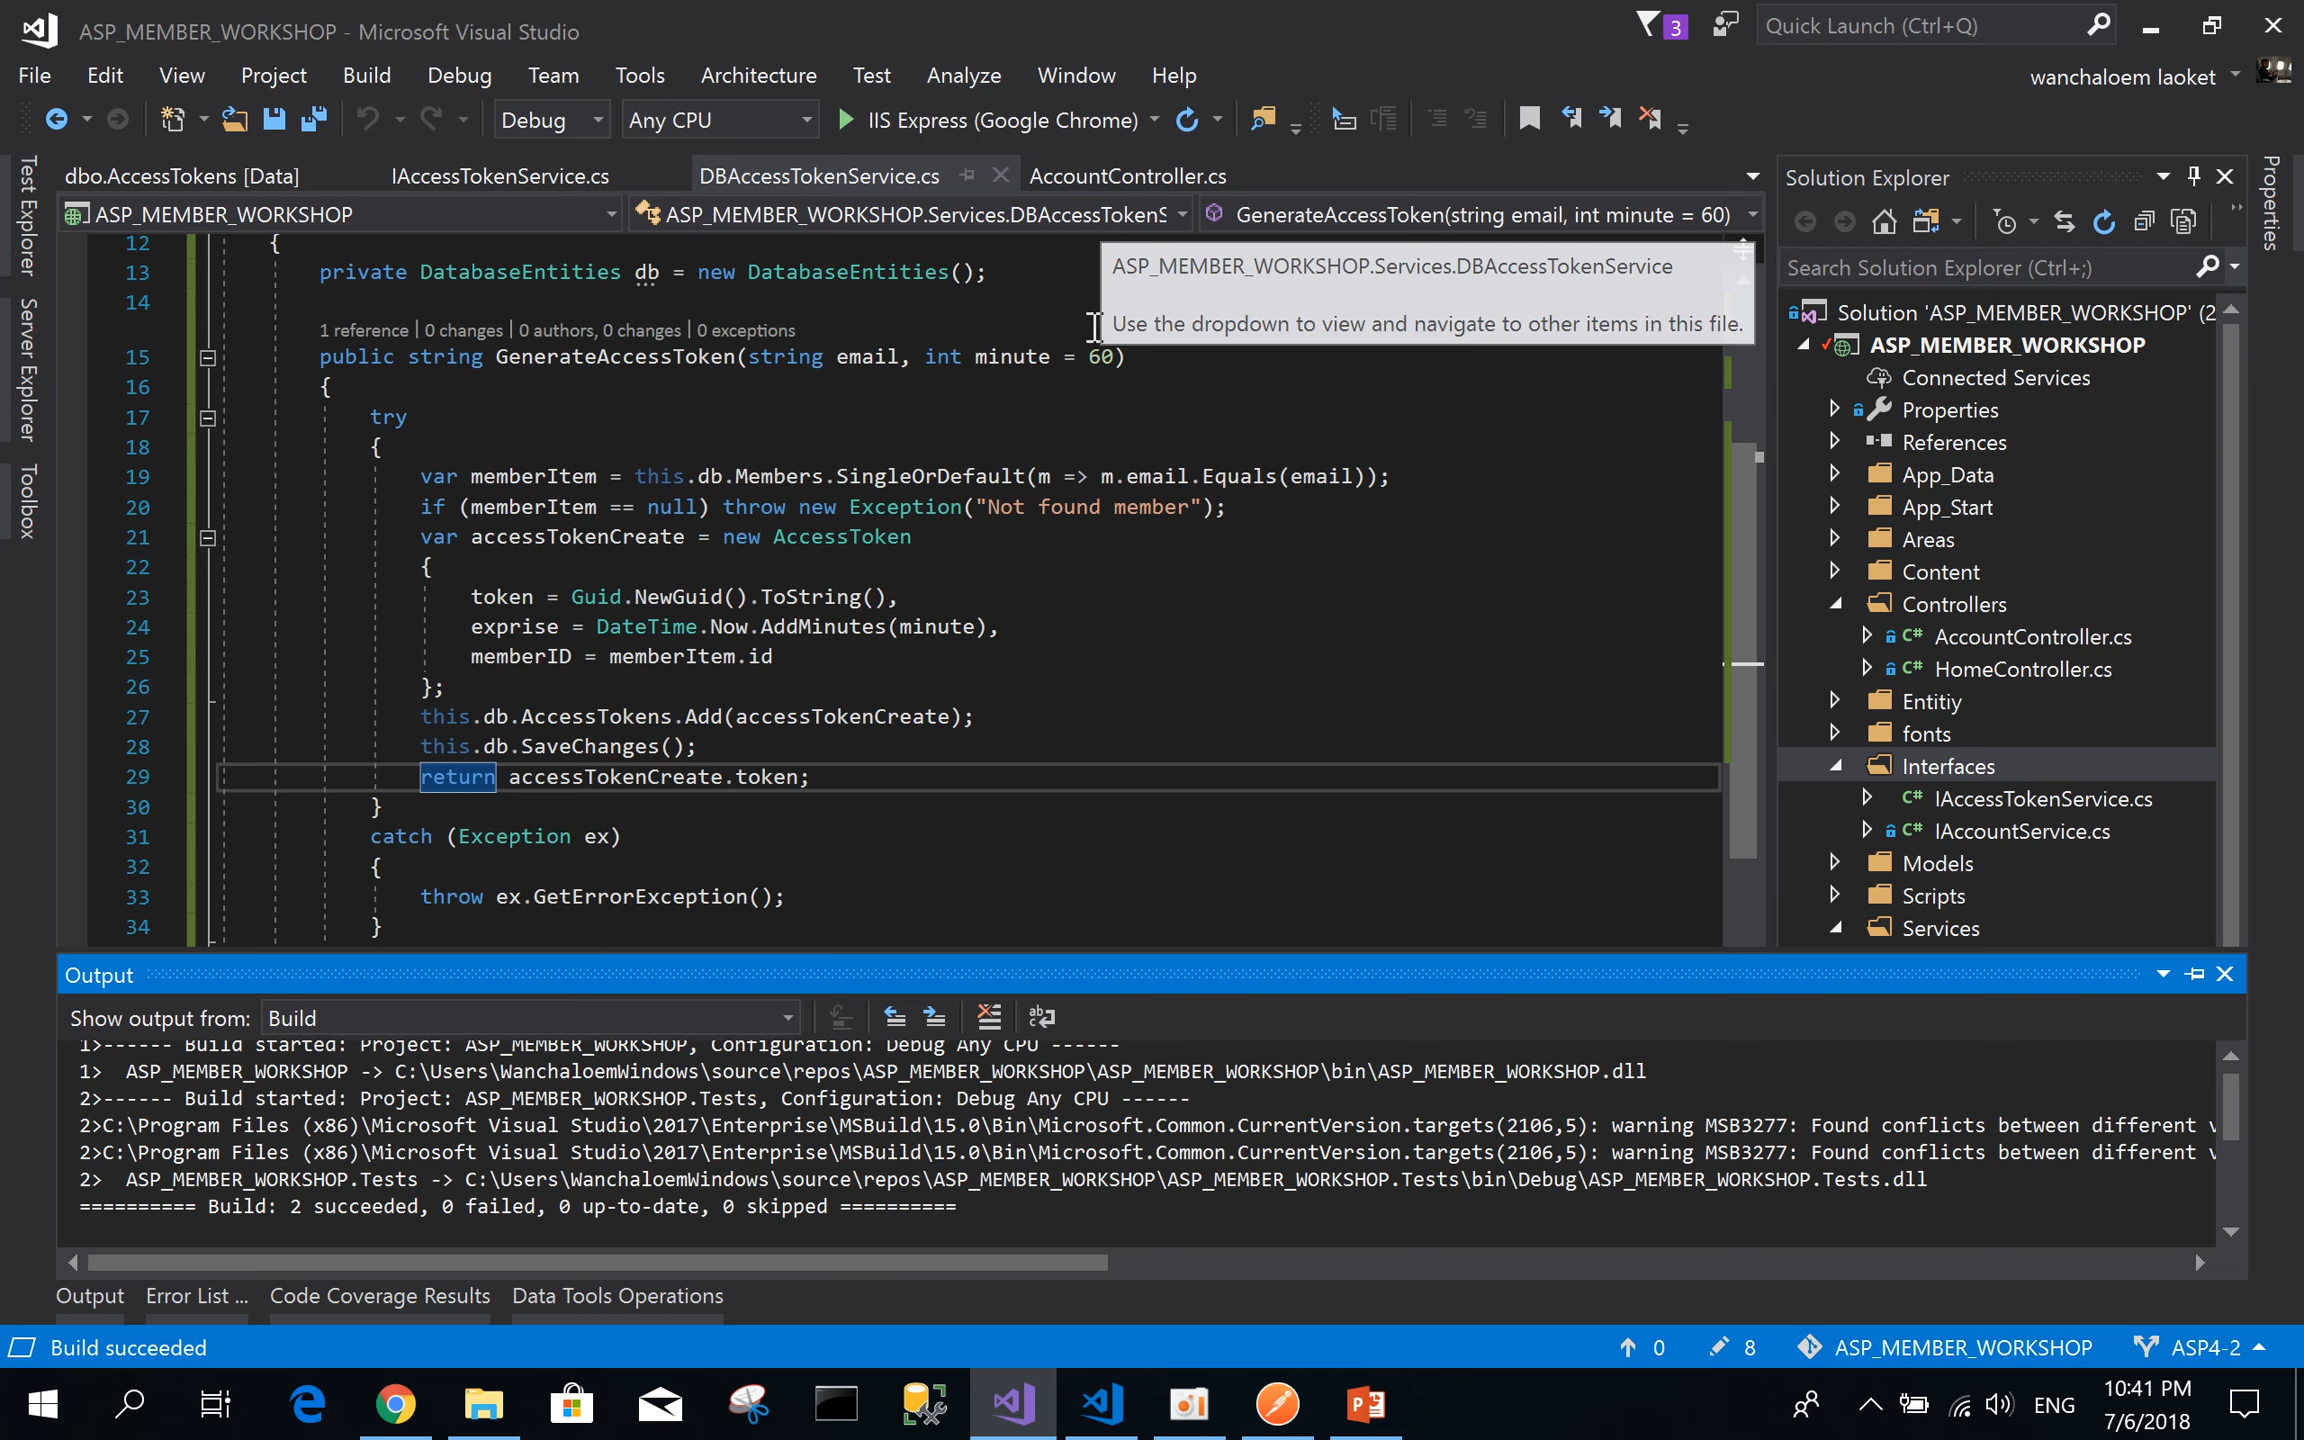 ASP_MEMBER_WORKSHOP - Microsoft Visual Studio
3
Quick Launch (Ctrl+Q)
File Edit View Project Build Debug Team Tools Architecture Test Analyze Window Help
wanchaloem laoket
Debug Any CPU IIS Express (Google Chrome)
Test Explorer
Server Explorer
Toolbox
dbo.AccessTokens [Data] IAccessTokenService.cs DBAccessTokenService.cs AccountController.cs
ASP_MEMBER_WORKSHOP ASP_MEMBER_WORKSHOP.Services.DBAccessTokenS GenerateAccessToken(string email, int minute = 60)
ASP_MEMBER_WORKSHOP.Services.DBAccessTokenService
Use the dropdown to view and navigate to other items in this file.
12 {
13 private DatabaseEntities db = new DatabaseEntities();
14
1 reference | 0 changes | 0 authors, 0 changes | 0 exceptions
15 public string GenerateAccessToken(string email, int minute = 60)
16 {
17 try
18 {
19 var memberItem = this.db.Members.SingleOrDefault(m => m.email.Equals(email));
20 if (memberItem == null) throw new Exception("Not found member");
21 var accessTokenCreate = new AccessToken
22 {
23 token = Guid.NewGuid().ToString(),
24 exprise = DateTime.Now.AddMinutes(minute),
25 memberID = memberItem.id
26 };
27 this.db.AccessTokens.Add(accessTokenCreate);
28 this.db.SaveChanges();
29 return accessTokenCreate.token;
30 }
31 catch (Exception ex)
32 {
33 throw ex.GetErrorException();
34 }
Solution Explorer
Search Solution Explorer (Ctrl+;)
Solution 'ASP_MEMBER_WORKSHOP' (2
ASP_MEMBER_WORKSHOP
Connected Services
Properties
References
App_Data
App_Start
Areas
Content
Controllers
C# AccountController.cs
C# HomeController.cs
Entitiy
fonts
Interfaces
C# IAccessTokenService.cs
C# IAccountService.cs
Models
Scripts
Services
Properties
Output
Show output from: Build
1>------ Build started: Project: ASP_MEMBER_WORKSHOP, Configuration: Debug Any CPU ------
1> ASP_MEMBER_WORKSHOP -> C:\Users\WanchaloemWindows\source\repos\ASP_MEMBER_WORKSHOP\ASP_MEMBER_WORKSHOP\bin\ASP_MEMBER_WORKSHOP.dll
2>------ Build started: Project: ASP_MEMBER_WORKSHOP.Tests, Configuration: Debug Any CPU ------
2>C:\Program Files (x86)\Microsoft Visual Studio\2017\Enterprise\MSBuild\15.0\Bin\Microsoft.Common.CurrentVersion.targets(2106,5): warning MSB3277: Found conflicts between different v
2>C:\Program Files (x86)\Microsoft Visual Studio\2017\Enterprise\MSBuild\15.0\Bin\Microsoft.Common.CurrentVersion.targets(2106,5): warning MSB3277: Found conflicts between different v
2> ASP_MEMBER_WORKSHOP.Tests -> C:\Users\WanchaloemWindows\source\repos\ASP_MEMBER_WORKSHOP\ASP_MEMBER_WORKSHOP.Tests\bin\Debug\ASP_MEMBER_WORKSHOP.Tests.dll
========== Build: 2 succeeded, 0 failed, 0 up-to-date, 0 skipped ==========
Output Error List ... Code Coverage Results Data Tools Operations
Build succeeded 0 8 ASP_MEMBER_WORKSHOP ASP4-2
ENG
10:41 PM
7/6/2018